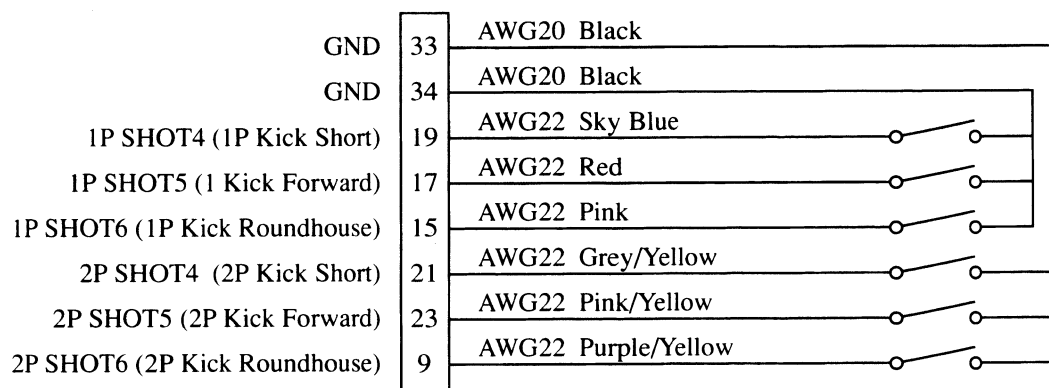 GND 33 AWG20 Black
GND 34 AWG20 Black
1P SHOT4 (1P Kick Short) 19 AWG22 Sky Blue
1P SHOT5 (1 Kick Forward) 17 AWG22 Red
1P SHOT6 (1P Kick Roundhouse) 15 AWG22 Pink
2P SHOT4 (2P Kick Short) 21 AWG22 Grey/Yellow
2P SHOT5 (2P Kick Forward) 23 AWG22 Pink/Yellow
2P SHOT6 (2P Kick Roundhouse) 9 AWG22 Purple/Yellow